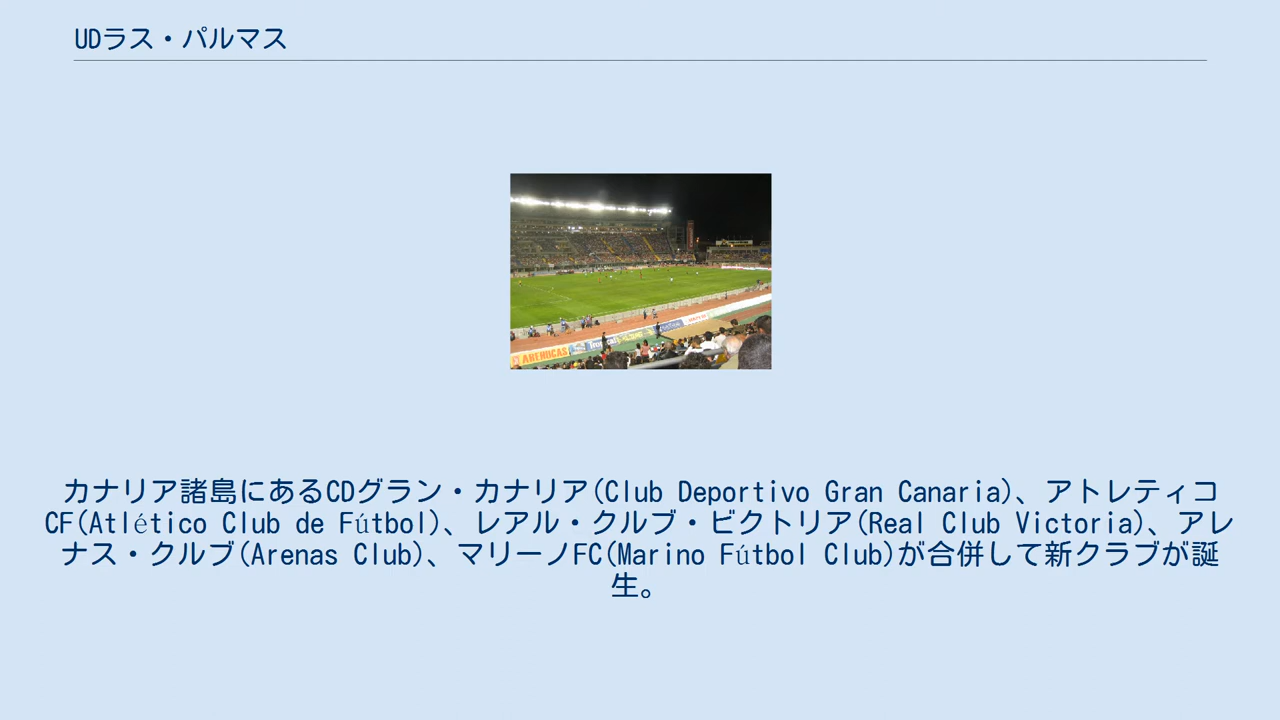 UDラス・パルマス
AREHUCAS
Tropical
カナリア諸島にあるCDグラン・カナリア(Club Deportivo Gran Canaria)、アトレティコ
CF(Atlético Club de Fútbol)、レアル・クルブ・ビクトリア(Real Club Victoria)、アレ
ナス・クルブ(Arenas Club)、マリーノFC(Marino Fútbol Club)が合併して新クラブが誕
生。